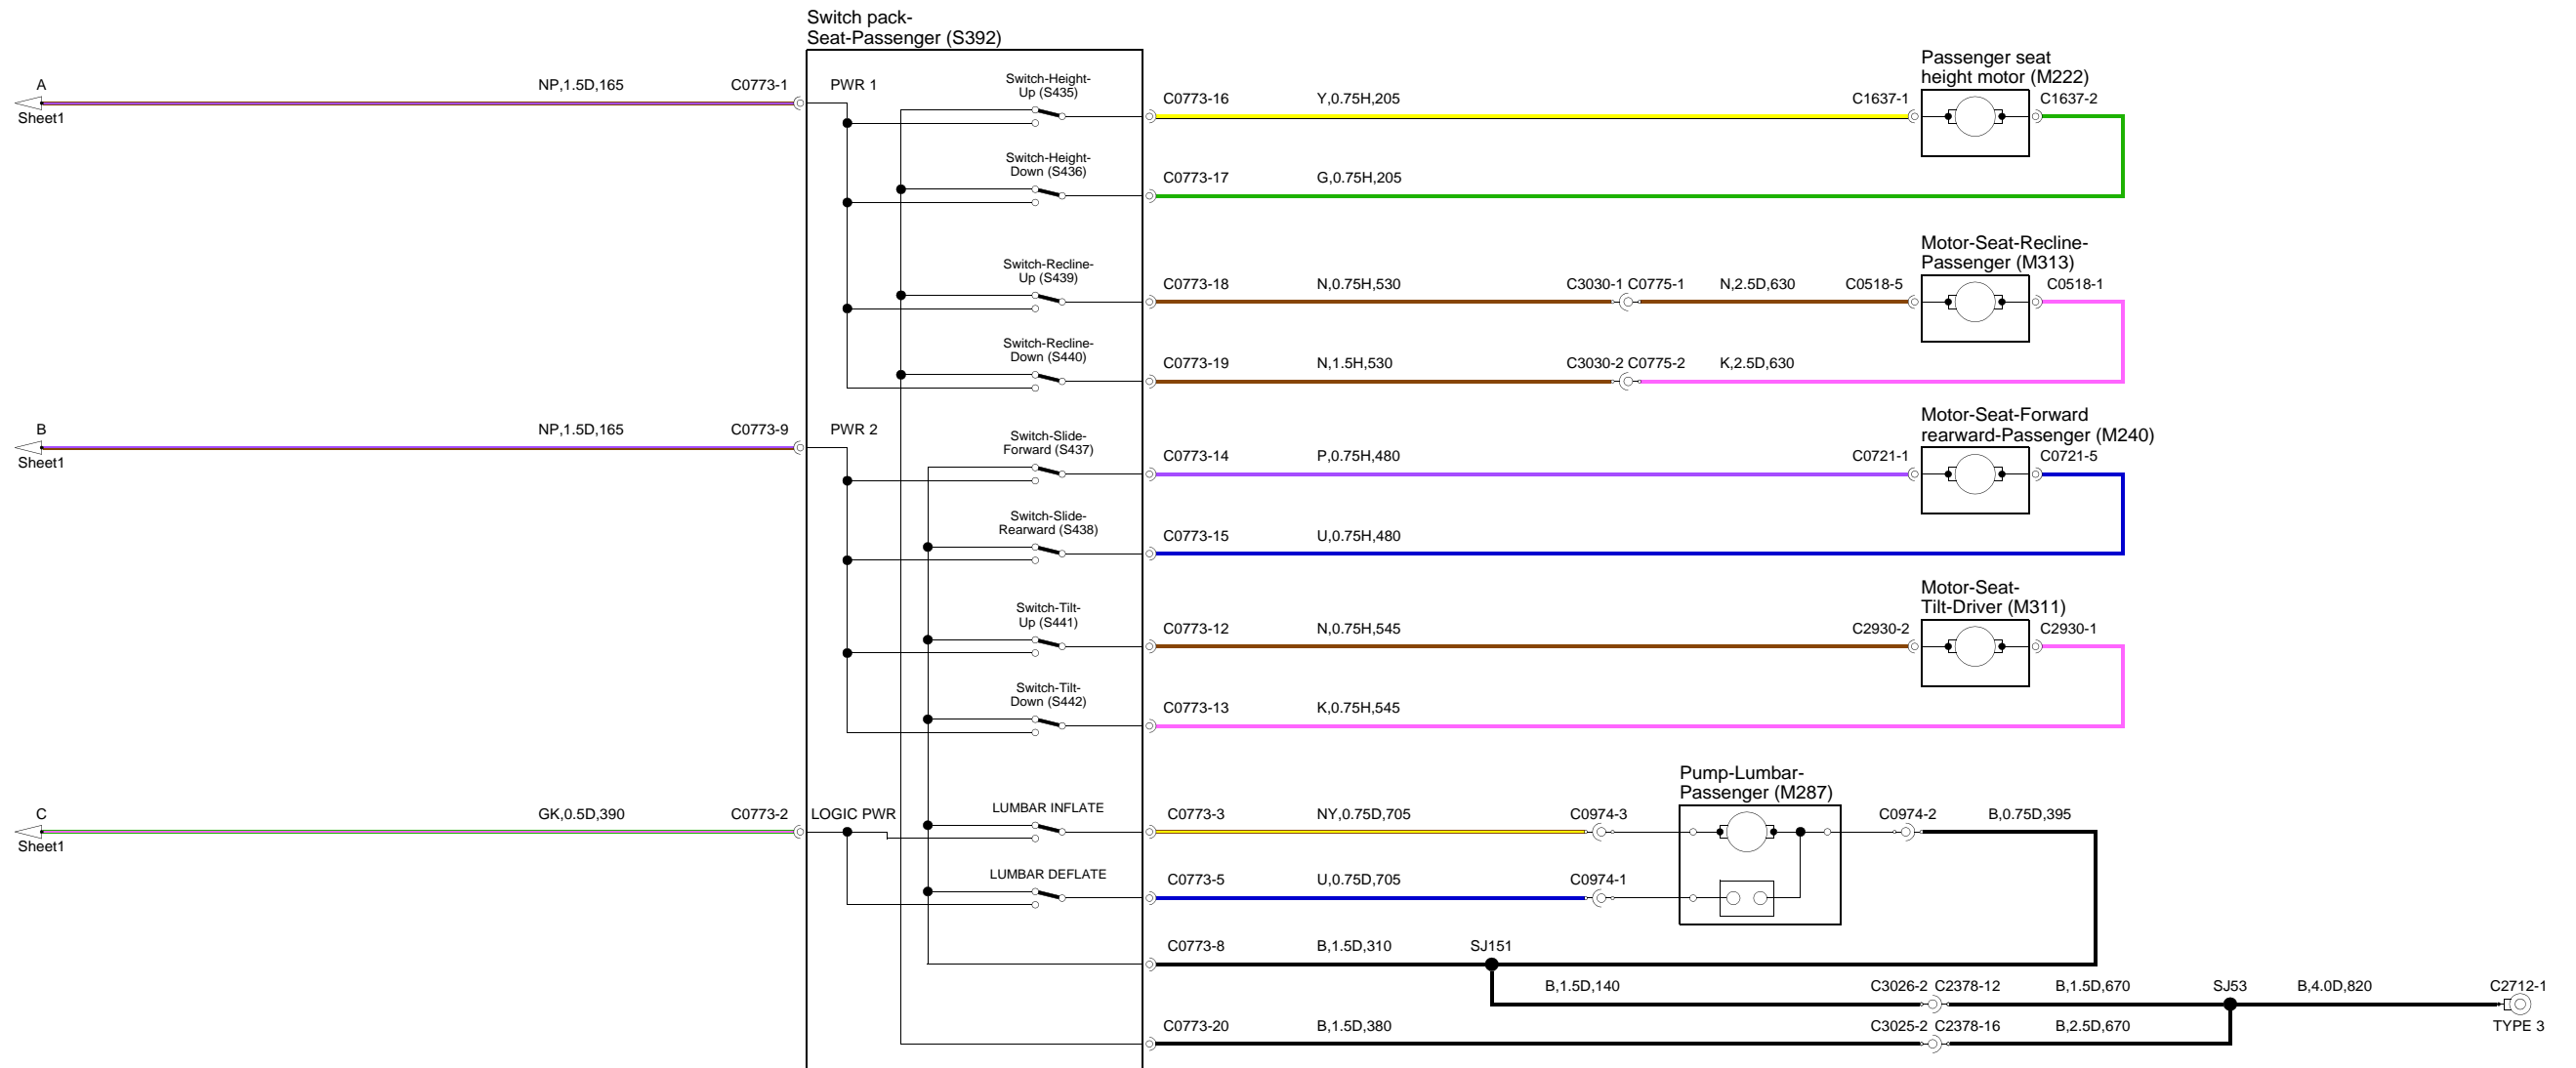 Switch pack-
Seat-Passenger (S392)
A
NP,1.5D,165
C0773-1
Sheet1
PWR 1
Switch-Height-
Up (S435)
C0773-16
Y,0.75H,205
C1637-1
Passenger seat
height motor (M222)
C1637-2
Switch-Height-
Down (S436)
C0773-17
G,0.75H,205
Switch-Recline-
Up (S439)
C0773-18
N,0.75H,530
C3030-1 C0775-1
N,2.5D,630
C0518-5
Motor-Seat-Recline-
Passenger (M313)
C0518-1
Switch-Recline-
Down (S440)
C0773-19
N,1.5H,530
C3030-2 C0775-2
K,2.5D,630
B
NP,1.5D,165
C0773-9
Sheet1
PWR 2
Switch-Slide-
Forward (S437)
C0773-14
P,0.75H,480
C0721-1
Motor-Seat-Forward
rearward-Passenger (M240)
C0721-5
Switch-Slide-
Rearward (S438)
C0773-15
U,0.75H,480
Switch-Tilt-
Up (S441)
C0773-12
N,0.75H,545
C2930-2
Motor-Seat-
Tilt-Driver (M311)
C2930-1
Switch-Tilt-
Down (S442)
C0773-13
K,0.75H,545
C
GK,0.5D,390
C0773-2
Sheet1
LOGIC PWR
LUMBAR INFLATE
C0773-3
NY,0.75D,705
C0974-3
Pump-Lumbar-
Passenger (M287)
C0974-2
B,0.75D,395
LUMBAR DEFLATE
C0773-5
U,0.75D,705
C0974-1
C0773-8
B,1.5D,310
SJ151
B,1.5D,140
C3026-2 C2378-12
B,1.5D,670
SJ53
B,4.0D,820
C2712-1
TYPE 3
C0773-20
B,1.5D,380
C3025-2 C2378-16
B,2.5D,670